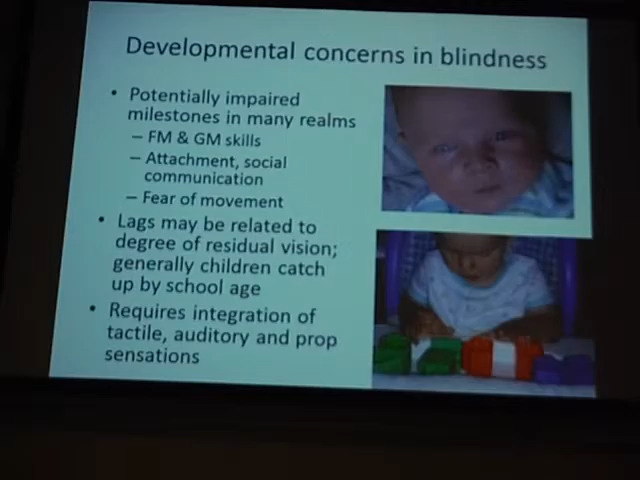 Developmental concerns in blindness
• Potentially impaired
milestones in many realms
– FM & GM skills
– Attachment, social
communication
– Fear of movement
• Lags may be related to
degree of residual vision;
generally children catch
up by school age
• Requires integration of
tactile, auditory and prop
sensations